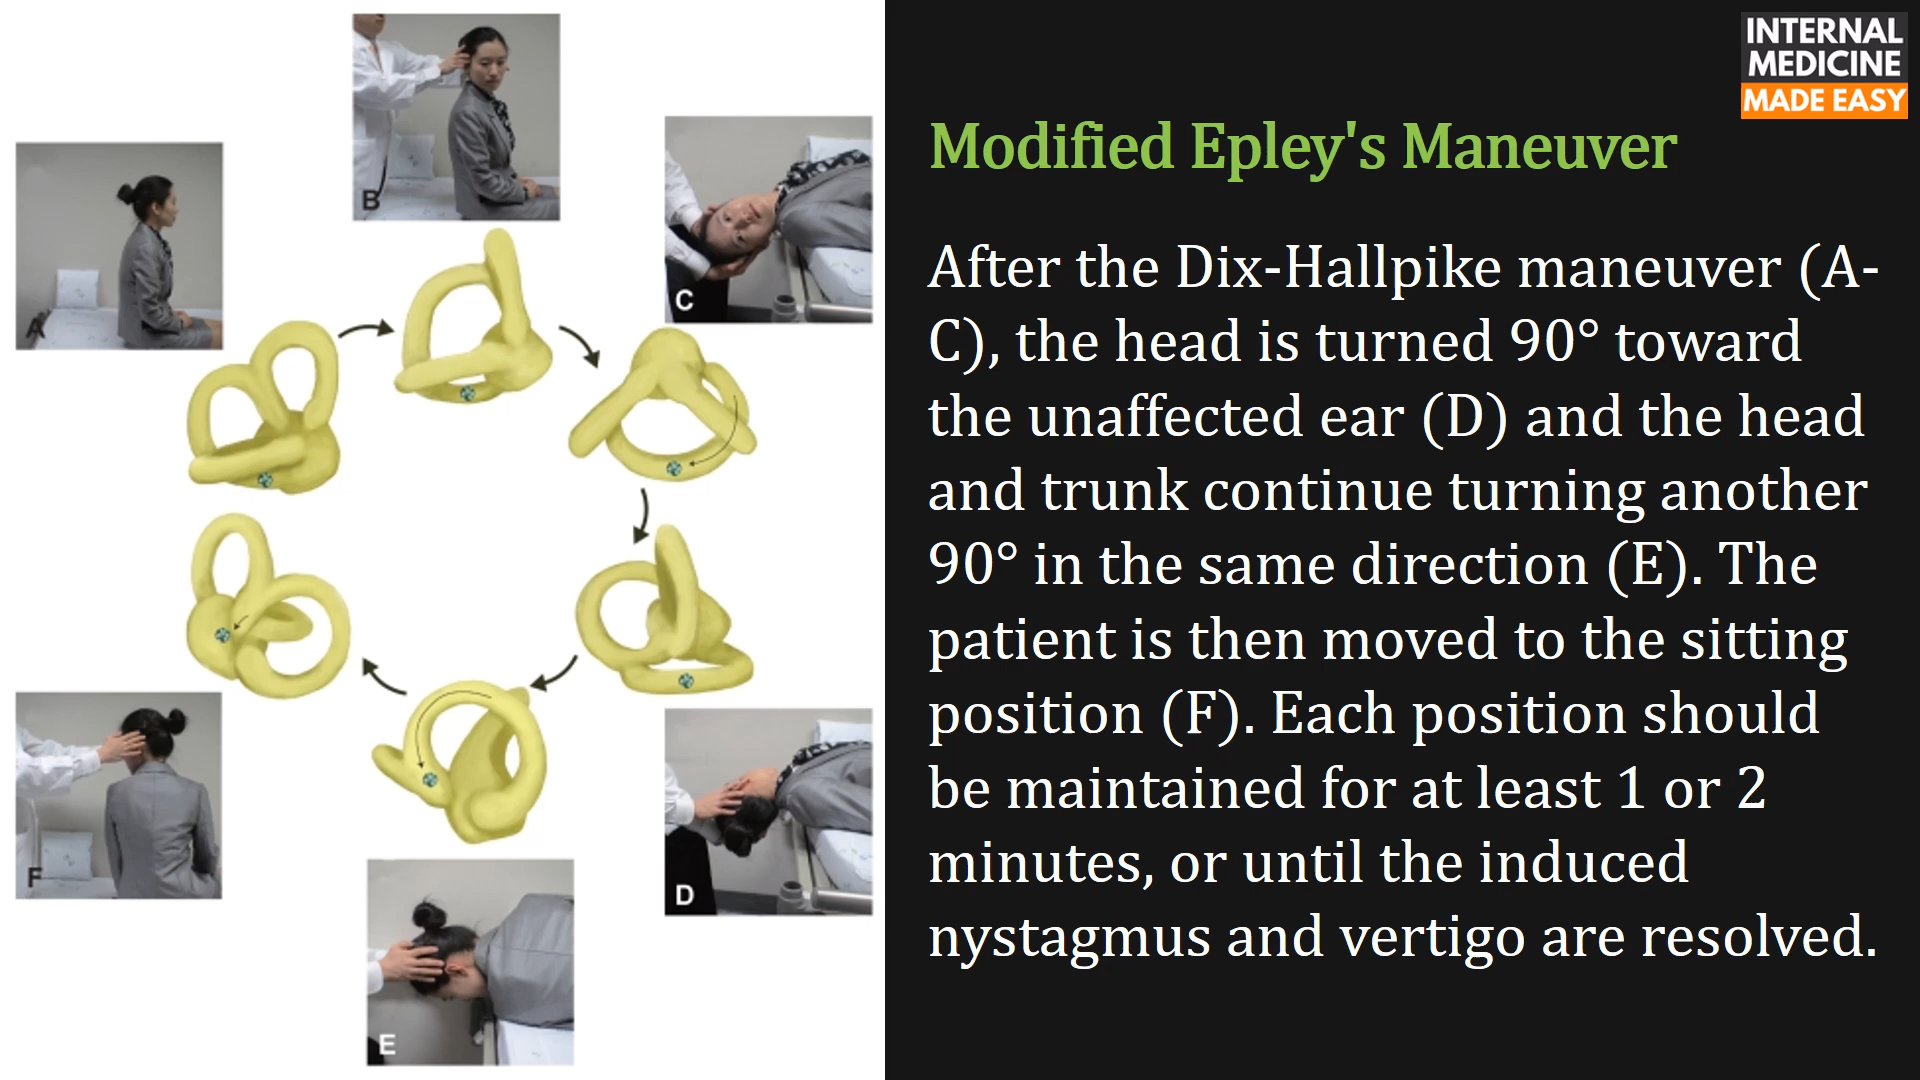 INTERNAL
MEDICINE
MADE EASY
Modified Epley's Maneuver
After the Dix-Hallpike maneuver (A-
C), the head is turned 90° toward
the unaffected ear (D) and the head
and trunk continue turning another
90° in the same direction (E). The
patient is then moved to the sitting
position (F). Each position should
be maintained for at least 1 or 2
minutes, or until the induced
nystagmus and vertigo are resolved.
A
B
C
D
E
F